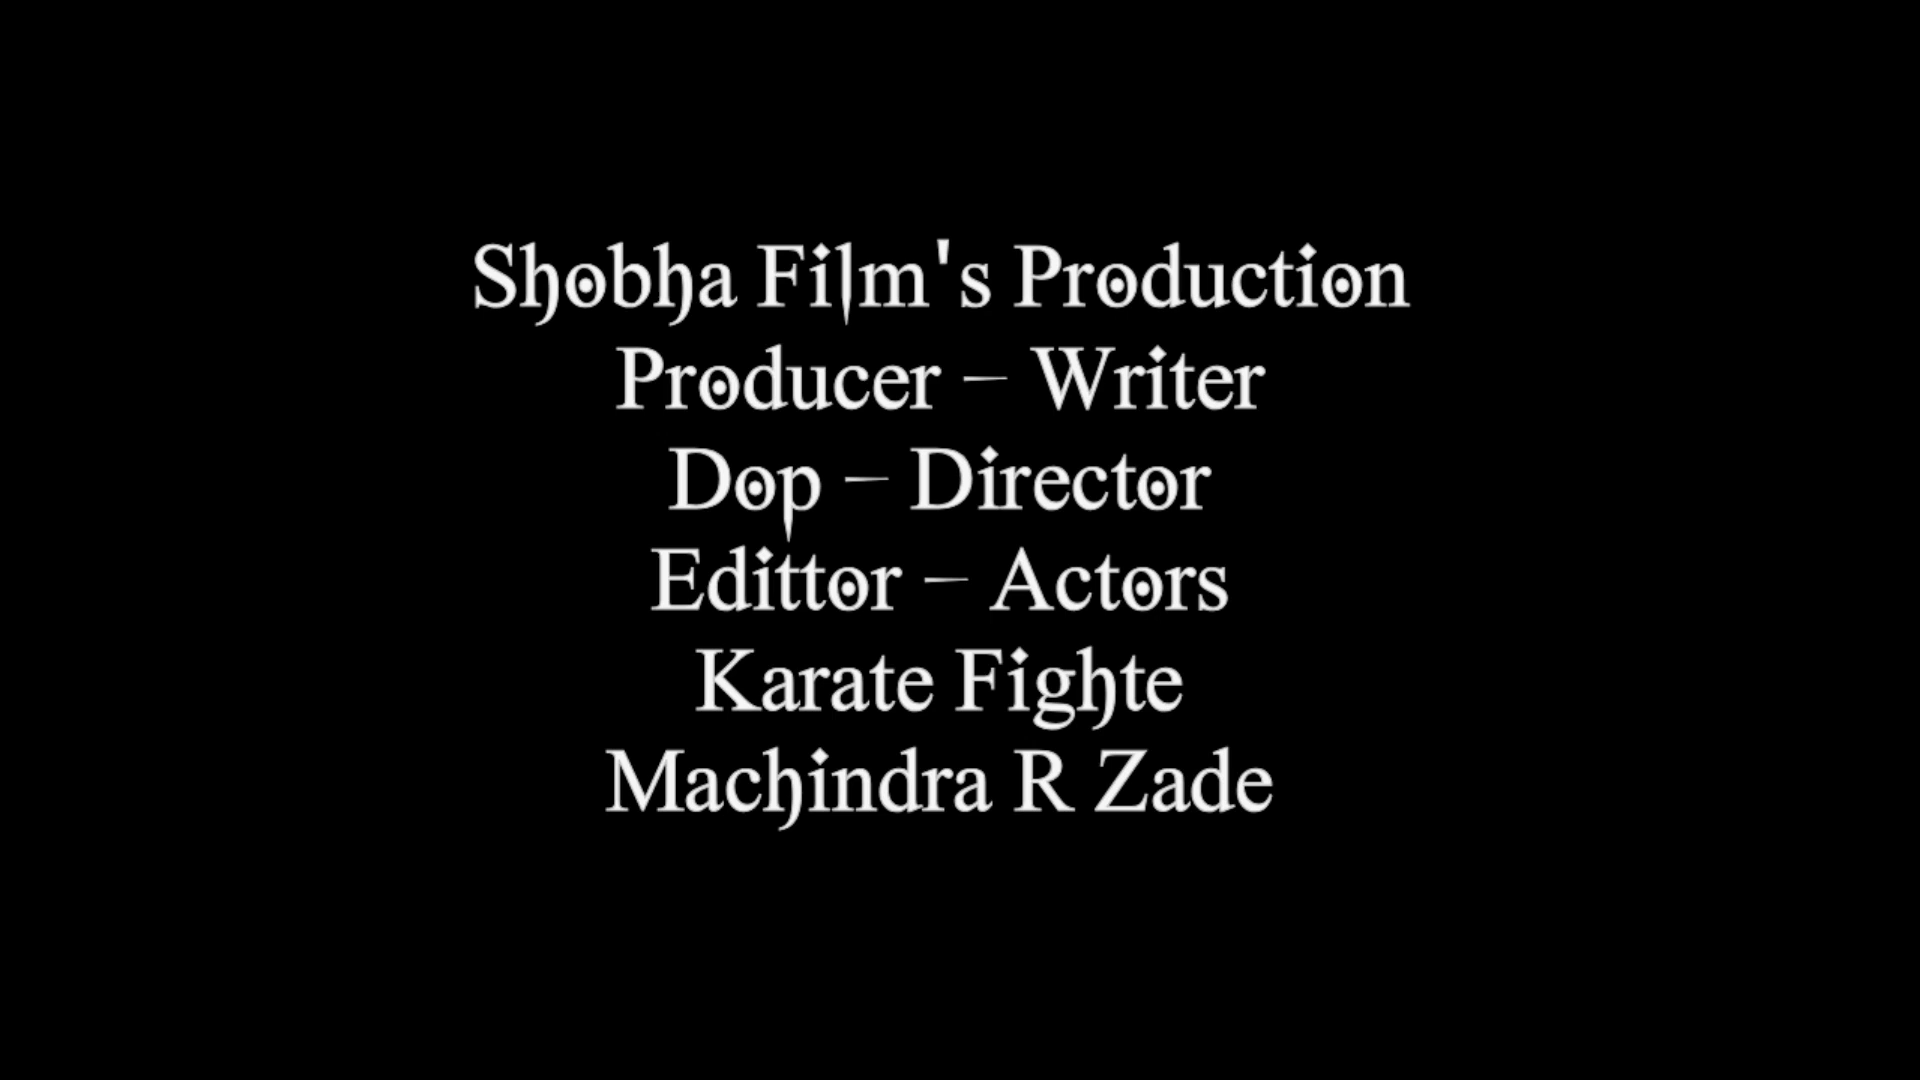 Shobha Film's Production
Producer - Writer
Dop - Director
Edittor - Actors
Karate Fighte
Machindra R Zade